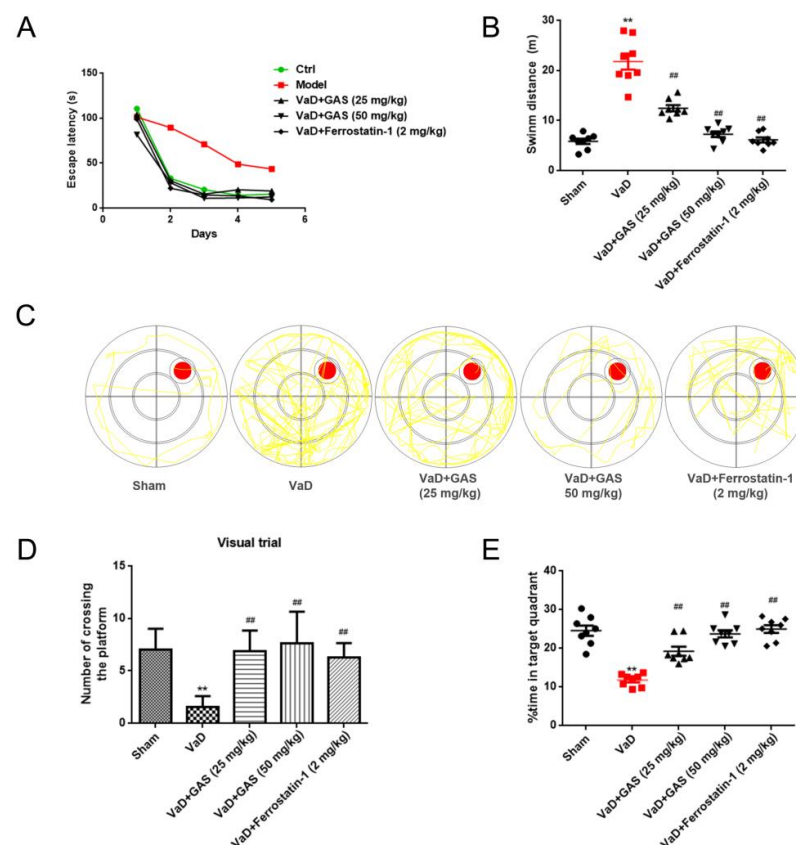 A
Ctrl
Model
VaD+GAS (25 mg/kg)
VaD+GAS (50 mg/kg)
VaD+Ferrostatin-1 (2 mg/kg)
Escape latency (s)
150
100
50
0
0
2
4
6
Days
B
Swinm distance (m)
30
20
10
0
**
##
##
##
Sham
VaD
VaD+GAS (25 mg/kg)
VaD+GAS (50 mg/kg)
VaD+Ferrostatin-1 (2 mg/kg)
C
Sham
VaD
VaD+GAS
(25 mg/kg)
VaD+GAS
50 mg/kg)
VaD+Ferrostatin-1
(2 mg/kg)
D
Visual trial
Number of crossing
the platform
15
10
5
0
**
##
##
##
Sham
VaD
VaD+GAS (25 mg/kg)
VaD+GAS (50 mg/kg)
VaD+Ferrostatin-1 (2 mg/kg)
E
%time in target quadrant
40
30
20
10
0
**
##
##
##
Sham
VaD
VaD+GAS (25 mg/kg)
VaD+GAS (50 mg/kg)
VaD+Ferrostatin-1 (2 mg/kg)